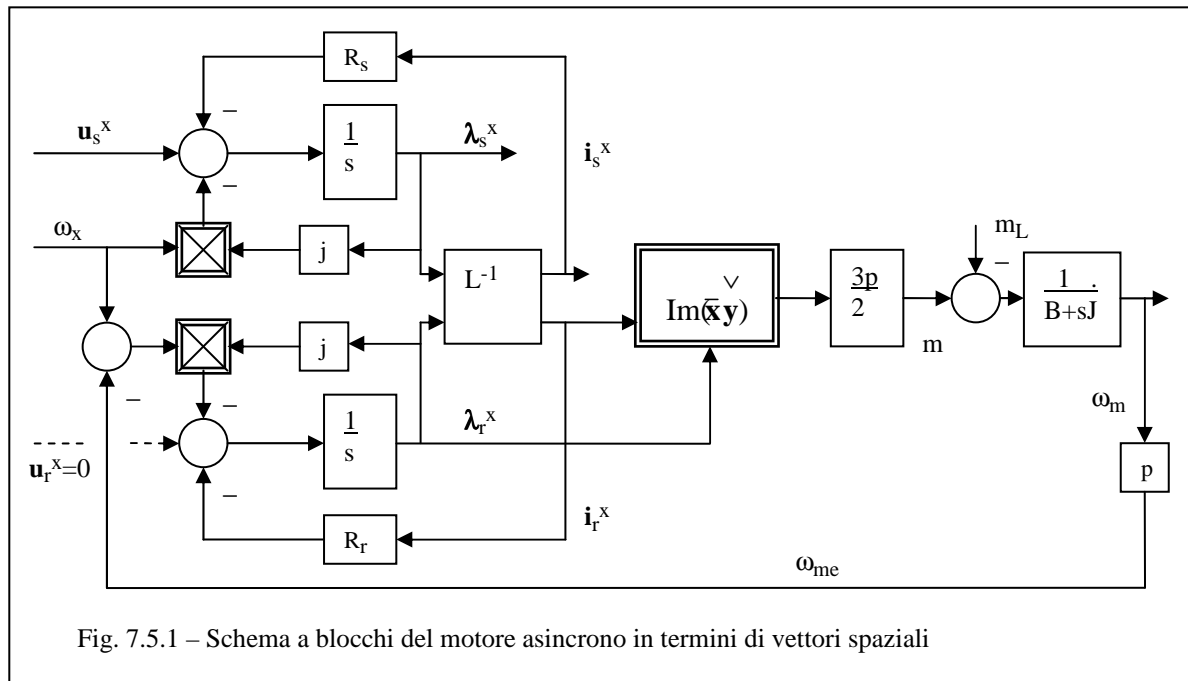 R_s
–
u_s^x
1
s
λ_s^x
i_s^x
–
ω_x
j
m_L
–
L^-1
Im(x̄y̌)
3p
2
1
B+sJ
m
j
–
–
ω_m
1
s
λ_r^x
u_r^x=0
p
–
i_r^x
R_r
ω_me
Fig. 7.5.1 – Schema a blocchi del motore asincrono in termini di vettori spaziali